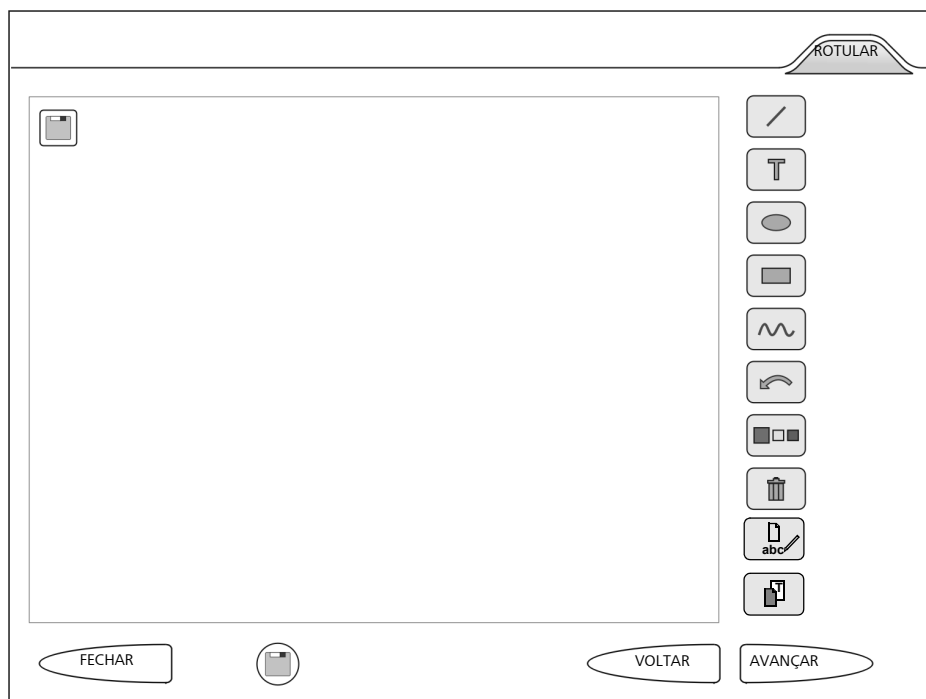 ROTULAR
T
abc
T
FECHAR
VOLTAR
AVANÇAR